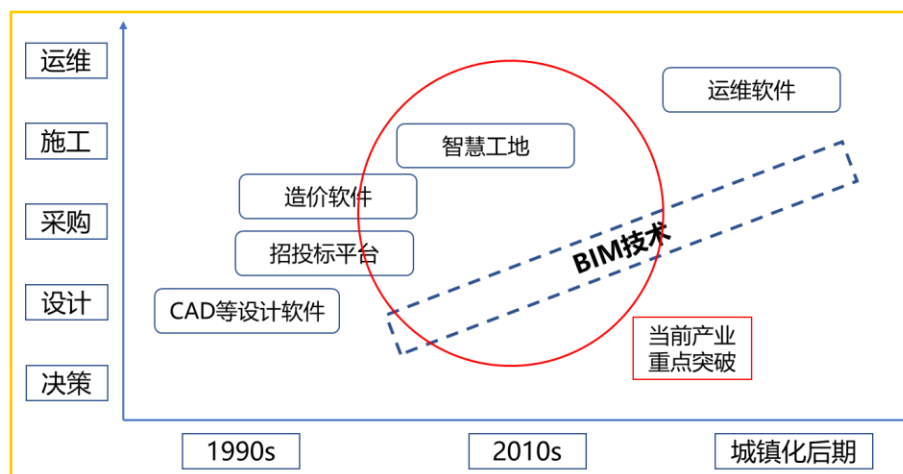 运维
运维软件
施工
智慧工地
造价软件
采购
招投标平台
BIM技术
设计
CAD等设计软件
当前产业
重点突破
决策
1990s
2010s
城镇化后期